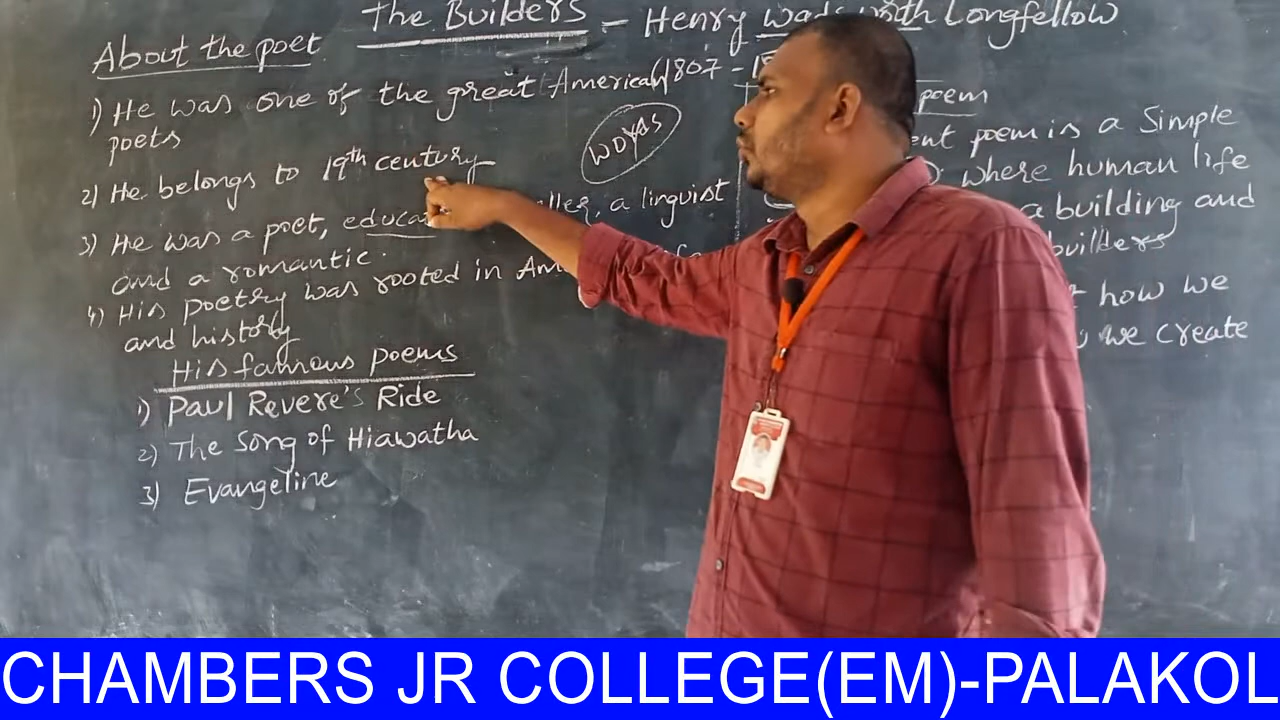 The Builders - Henry wadsworth Longfellow
About the poet
(1807 - 1
1) He was one of the great American
poets
words
2) He belongs to 19th century
3) He was a poet, educa ller, a linguist
and a romantic.
4) His poetry was rooted in Am
and history
His famous poems
1) Paul Revere's Ride
2) The Song of Hiawatha
3) Evangeline
poem
ent poem is a Simple
where human life
a building and
builders
how we
we create
CHAMBERS JR COLLEGE(EM)-PALAKOL